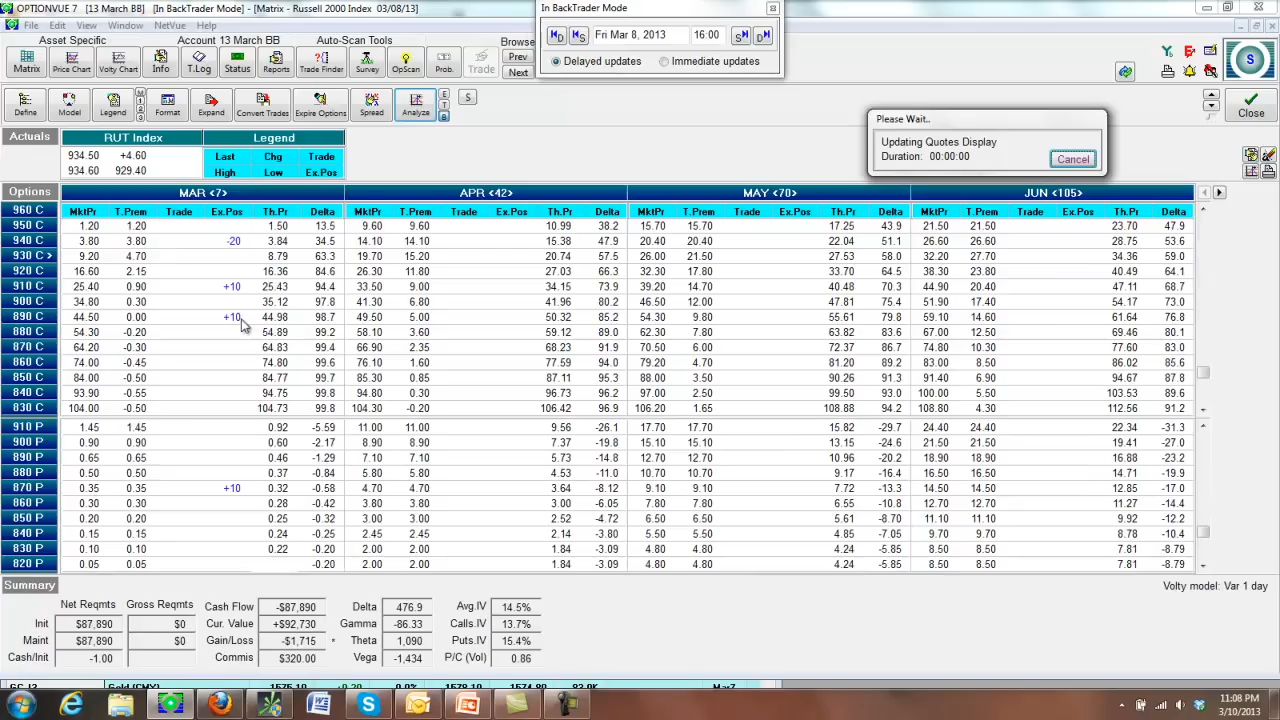 OPTIONVUE 7 [13 March BB] [In BackTrader Mode] - [Matrix - Russell 2000 Index 03/08/13]
File Edit View Window NetVue Help
Asset Specific Account 13 March BB Auto-Scan Tools Browse
Matrix Price Chart Volty Chart Info T.Log Status Reports Trade Finder Survey OpScan Prob. Trade Prev
Next
In BackTrader Mode
D S Fri Mar 8, 2013 16:00 S D
Delayed updates Immediate updates
Define Model Legend M 1 2 3 Format Expand Convert Trades Expire Options Spread Analyze E T B S Close
Please Wait..
Updating Quotes Display
Duration: 00:00:00
Cancel
Actuals RUT Index Legend
934.50 +4.60 Last Chg Trade
934.60 929.40 High Low Ex.Pos
Options MAR <7> APR <42> MAY <70> JUN <105>
960 C MktPr T.Prem Trade Ex.Pos Th.Pr Delta MktPr T.Prem Trade Ex.Pos Th.Pr Delta MktPr T.Prem Trade Ex.Pos Th.Pr Delta MktPr T.Prem Trade Ex.Pos Th.Pr Delta
950 C 1.20 1.20 1.50 13.5 9.60 9.60 10.99 38.2 15.70 15.70 17.25 43.9 21.50 21.50 23.70 47.9
940 C 3.80 3.80 -20 3.84 34.5 14.10 14.10 15.38 47.9 20.40 20.40 22.04 51.1 26.60 26.60 28.75 53.6
930 C > 9.20 4.70 8.79 63.3 19.70 15.20 20.74 57.5 26.00 21.50 27.53 58.0 32.20 27.70 34.36 59.0
920 C 16.60 2.15 16.36 84.6 26.30 11.80 27.03 66.3 32.30 17.80 33.70 64.5 38.30 23.80 40.49 64.1
910 C 25.40 0.90 +10 25.43 94.4 33.50 9.00 34.15 73.9 39.20 14.70 40.48 70.3 44.90 20.40 47.11 68.7
900 C 34.80 0.30 35.12 97.8 41.30 6.80 41.96 80.2 46.50 12.00 47.81 75.4 51.90 17.40 54.17 73.0
890 C 44.50 0.00 +10 44.98 98.7 49.50 5.00 50.32 85.2 54.30 9.80 55.61 79.8 59.10 14.60 61.64 76.8
880 C 54.30 -0.20 54.89 99.2 58.10 3.60 59.12 89.0 62.30 7.80 63.82 83.6 67.00 12.50 69.46 80.1
870 C 64.20 -0.30 64.83 99.4 66.90 2.35 68.23 91.9 70.50 6.00 72.37 86.7 74.80 10.30 77.60 83.0
860 C 74.00 -0.45 74.80 99.6 76.10 1.60 77.59 94.0 79.20 4.70 81.20 89.2 83.00 8.50 86.02 85.6
850 C 84.00 -0.50 84.77 99.7 85.30 0.85 87.11 95.3 88.00 3.50 90.26 91.3 91.40 6.90 94.67 87.8
840 C 93.90 -0.55 94.75 99.8 94.80 0.30 96.73 96.2 97.00 2.50 99.50 93.0 100.00 5.50 103.53 89.6
830 C 104.00 -0.50 104.73 99.8 104.30 -0.20 106.42 96.9 106.20 1.65 108.88 94.2 108.80 4.30 112.56 91.2
910 P 1.45 1.45 0.92 -5.59 11.00 11.00 9.56 -26.1 17.70 17.70 15.82 -29.7 24.40 24.40 22.34 -31.3
900 P 0.90 0.90 0.60 -2.17 8.90 8.90 7.37 -19.8 15.10 15.10 13.15 -24.6 21.50 21.50 19.41 -27.0
890 P 0.65 0.65 0.46 -1.29 7.10 7.10 5.73 -14.8 12.70 12.70 10.96 -20.2 18.90 18.90 16.88 -23.2
880 P 0.50 0.50 0.37 -0.84 5.80 5.80 4.53 -11.0 10.70 10.70 9.17 -16.4 16.50 16.50 14.71 -19.9
870 P 0.35 0.35 +10 0.32 -0.58 4.70 4.70 3.64 -8.12 9.10 9.10 7.72 -13.3 14.50 14.50 12.85 -17.0
860 P 0.30 0.30 0.28 -0.42 3.80 3.80 3.00 -6.05 7.80 7.80 6.55 -10.8 12.70 12.70 11.27 -14.4
850 P 0.20 0.20 0.25 -0.32 3.00 3.00 2.52 -4.72 6.50 6.50 5.61 -8.70 11.10 11.10 9.92 -12.2
840 P 0.15 0.15 0.24 -0.25 2.45 2.45 2.14 -3.80 5.50 5.50 4.85 -7.05 9.70 9.70 8.78 -10.4
830 P 0.10 0.10 0.22 -0.20 2.00 2.00 1.84 -3.09 4.80 4.80 4.24 -5.85 8.50 8.50 7.81 -8.79
820 P 0.05 0.05 -0.20 2.00 2.00 1.84 -3.09 4.80 4.80 4.24 -5.85 8.50 8.50 7.81 -8.79
Summary Volty model: Var 1 day
Net Reqmts Gross Reqmts Cash Flow -$87,890 Delta 476.9 Avg.IV 14.5%
Init $87,890 $0 Cur. Value +$92,730 Gamma -86.33 Calls.IV 13.7%
Maint $87,890 $0 Gain/Loss -$1,715 * Theta 1,090 Puts.IV 15.4%
Cash/Init -1.00 Commis $320.00 Vega -1,434 P/C (Vol) 0.86
11:08 PM
3/10/2013